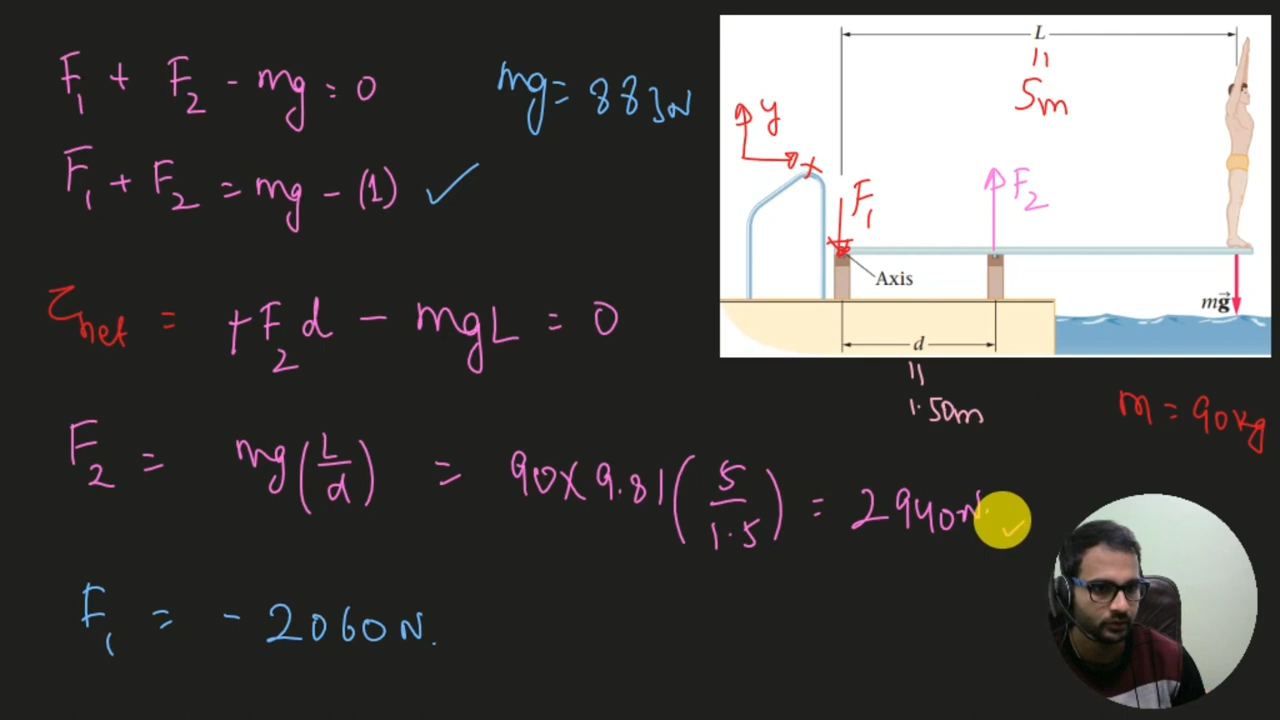 F₁ + F₂ - mg = 0
mg = 883N
F₁ + F₂ = mg - (1) ✓
τnet = +F₂d - mgL = 0
F₂ = mg(L/d) = 90 x 9.81 (5/1.5) = 2940N. ✓
F₁ = - 2060N.
L
||
5m
y
x
F₁
F₂
Axis
mg⃗
d
||
1.50m
m = 90kg